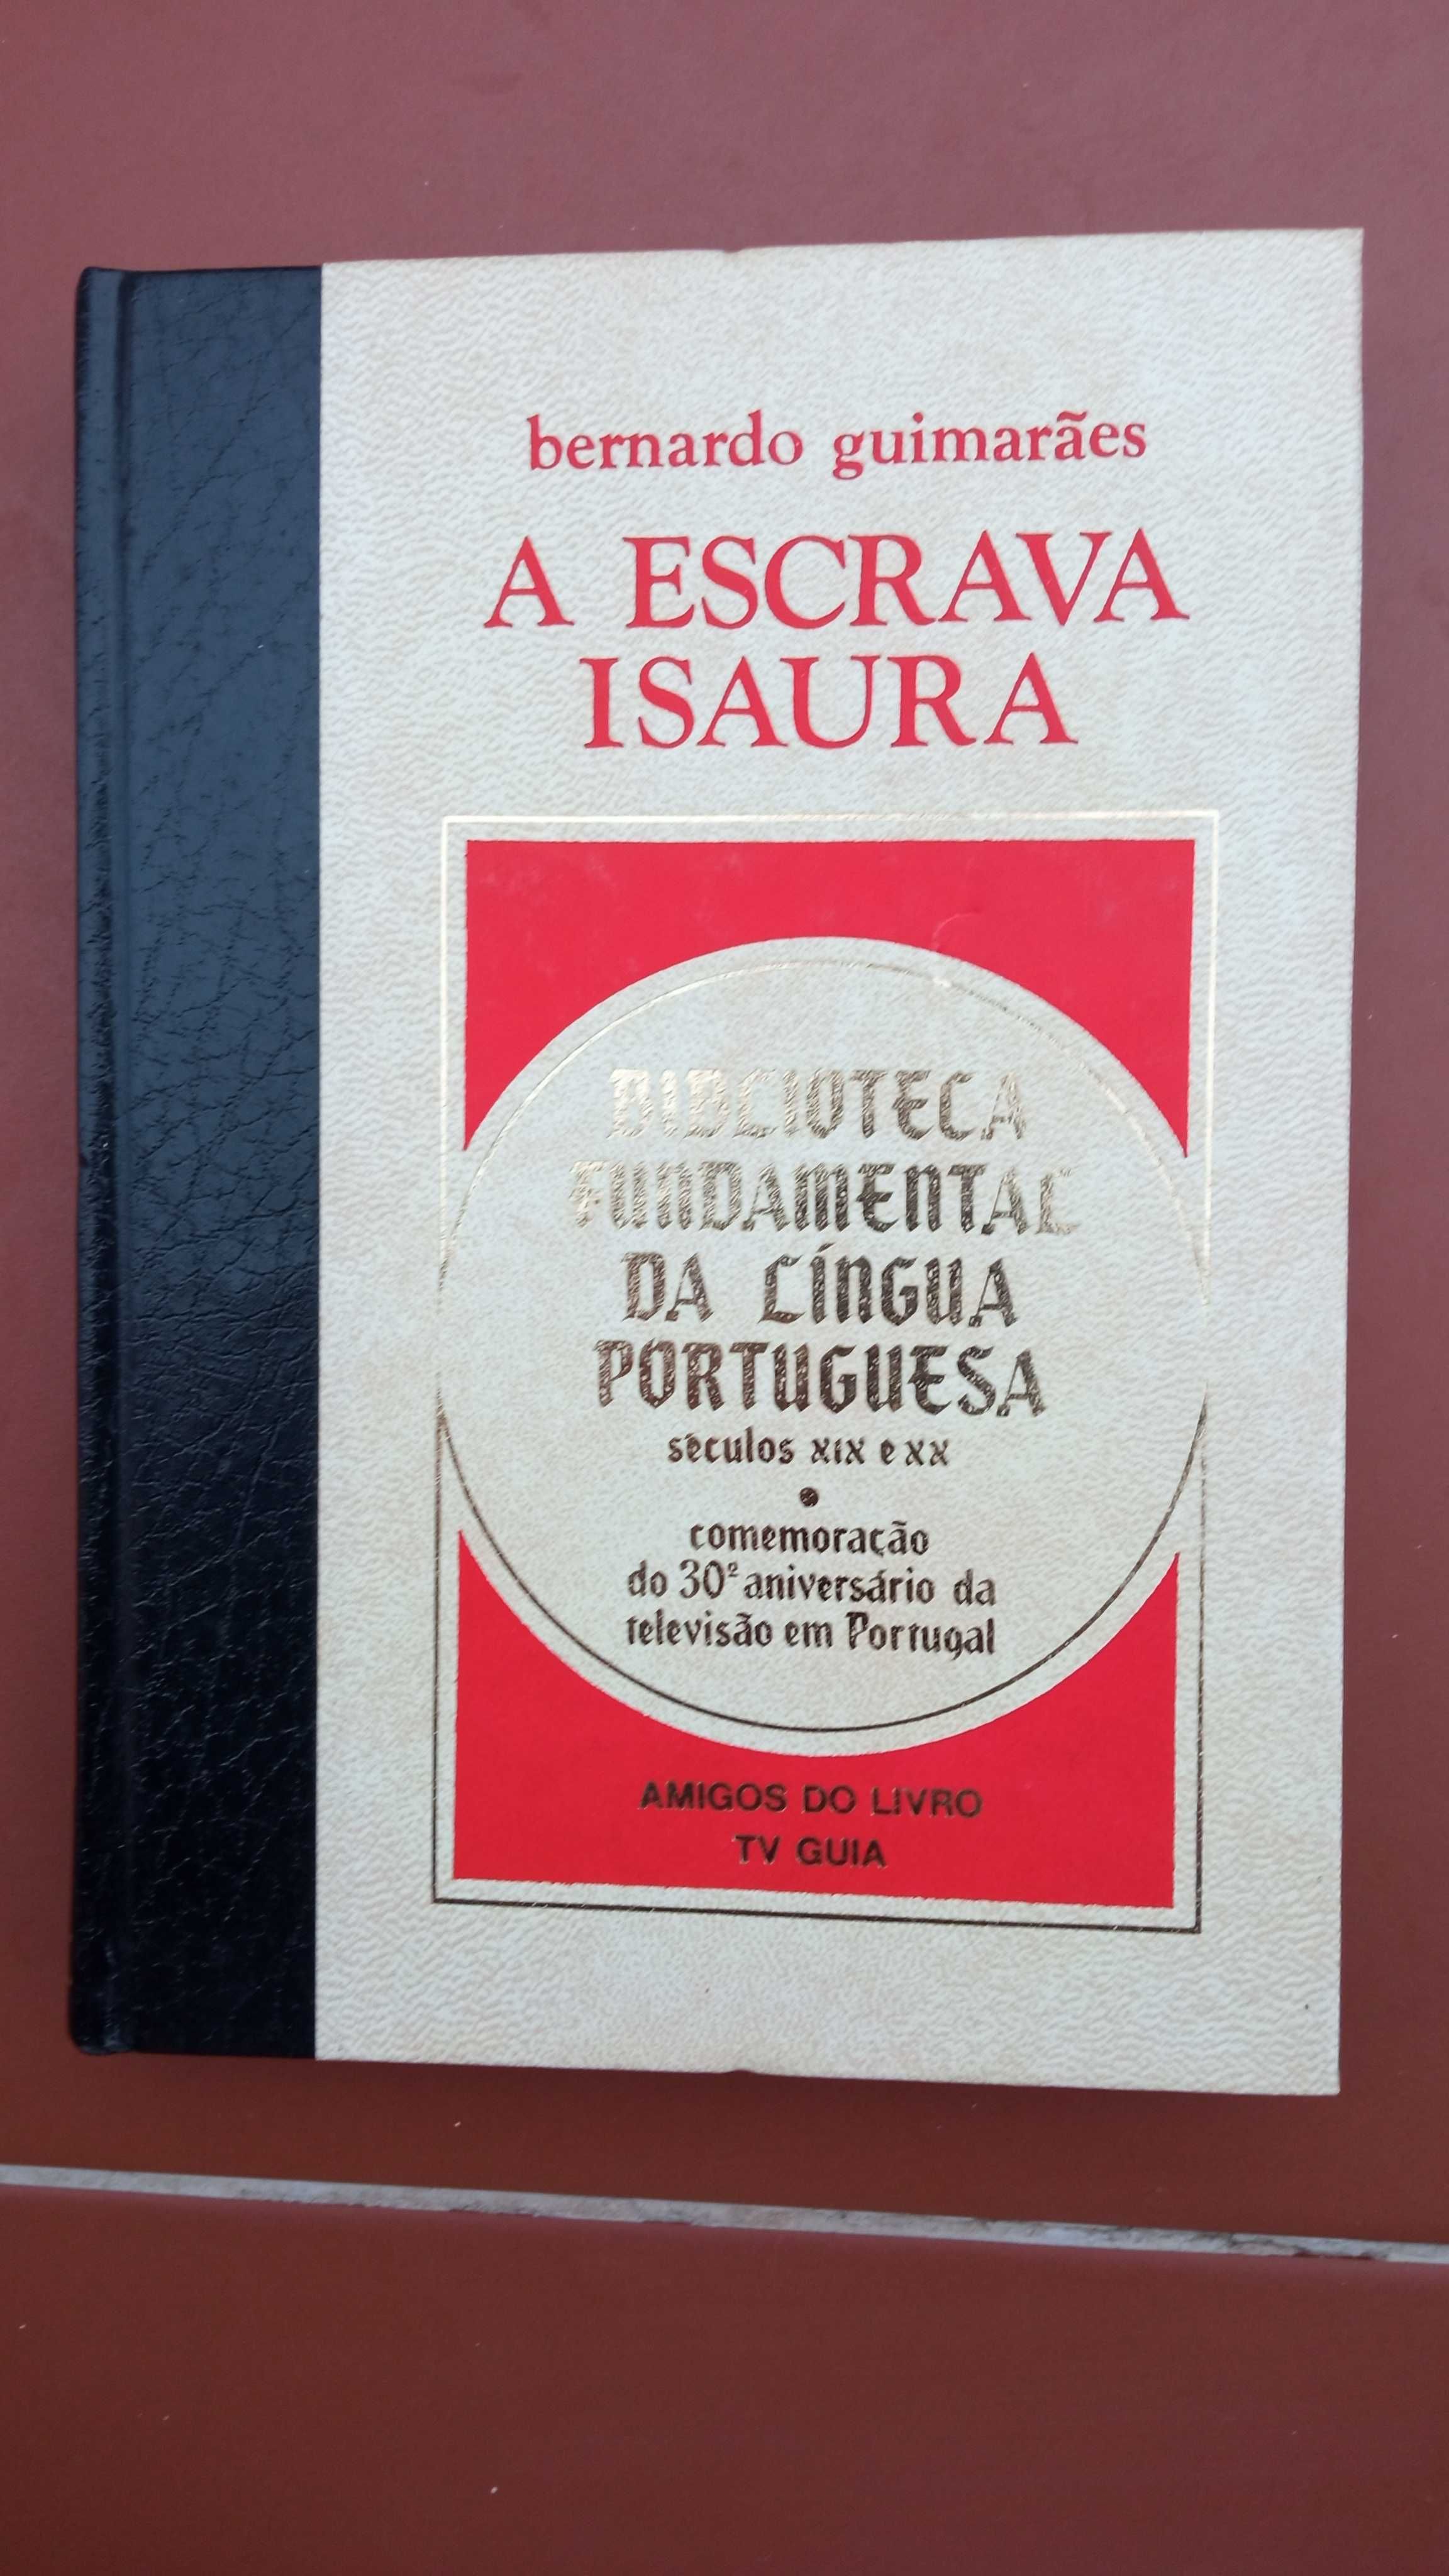 bernardo guimarães
A ESCRAVA
ISAURA
BIBLIOTECA
FUNDAMENTAL
DA LÍNGUA
PORTUGUESA
séculos XIX e XX
•
comemoração
do 30º aniversário da
televisão em Portugal
AMIGOS DO LIVRO
TV GUIA